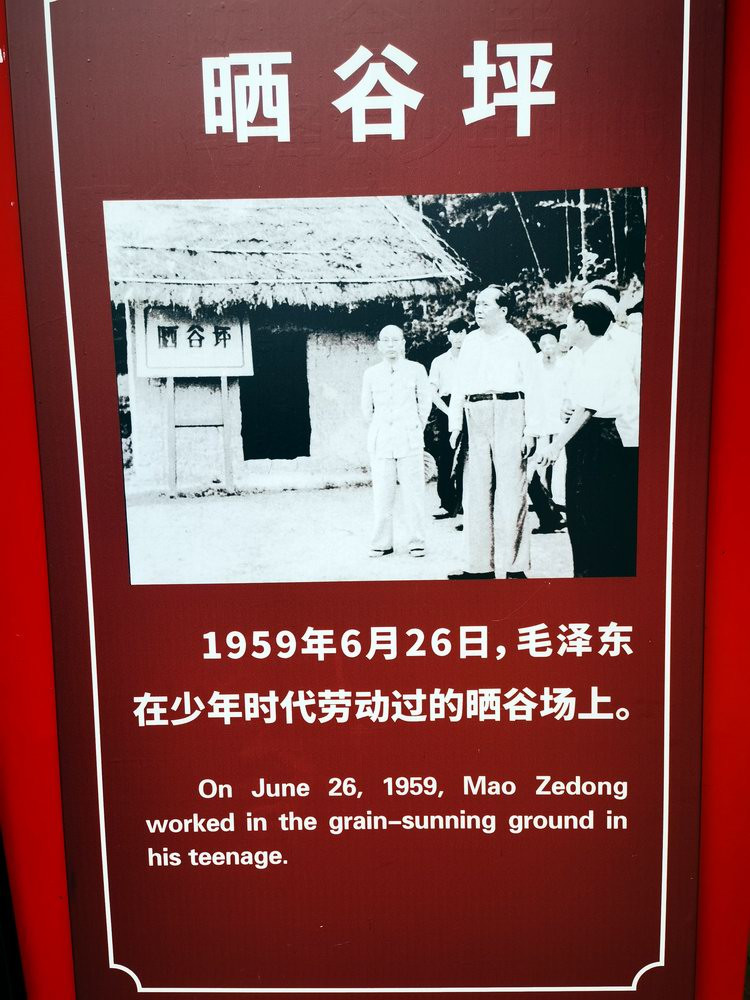 晒谷坪
晒谷坪
1959年6月26日，毛泽东
在少年时代劳动过的晒谷场上。
On June 26, 1959, Mao Zedong
worked in the grain-sunning ground in
his teenage.